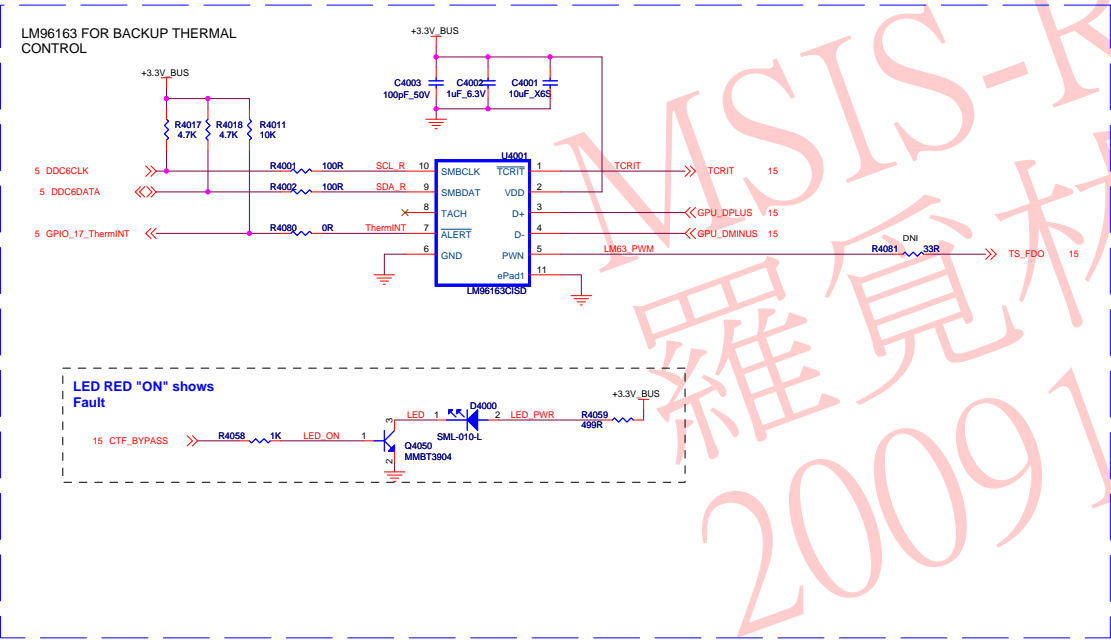 LM96163 FOR BACKUP THERMAL
CONTROL
+3.3V_BUS
+3.3V_BUS
C4003
100pF_50V
C4002
1uF_6.3V
C4001
10uF_X6S
R4017
4.7K
R4018
4.7K
R4011
10K
U4001
5 DDC6CLK
R4001 100R
SCL_R
10 SMBCLK
TCRIT 1
TCRIT
TCRIT 15
5 DDC6DATA
R4002 100R
SDA_R
9 SMBDAT
VDD 2
8 TACH
D+ 3
GPU_DPLUS 15
5 GPIO_17_ThermINT
R4080 0R
ThermINT
7 ALERT
D- 4
GPU_DMINUS 15
6 GND
PWN 5
LM63_PWM
DNI
R4081 33R
TS_FDO 15
ePad1 11
LM96163CISD
LED RED "ON" shows
Fault
+3.3V_BUS
15 CTF_BYPASS
R4058 1K
LED_ON
1
3
2
Q4050
MMBT3904
LED 1
D4000
SML-010-L
2 LED_PWR
R4059
499R
MSIS-R
羅覓林
20091